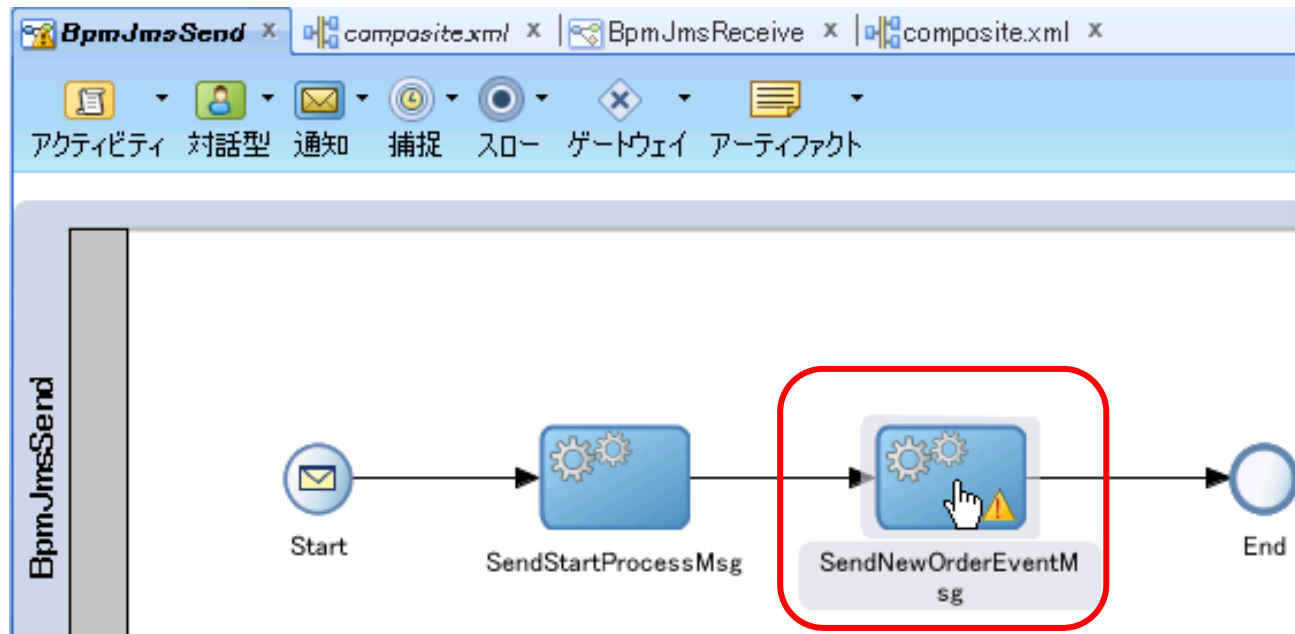 BpmJmsSend composite.xml BpmJmsReceive composite.xml
アクティビティ 対話型 通知 捕捉 スロー ゲートウェイ アーティファクト
BpmJmsSend
Start
SendStartProcessMsg
SendNewOrderEventM
sg
End